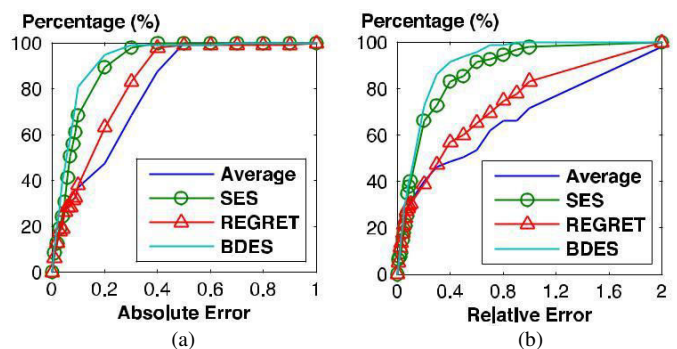 Percentage (%)
100
80
60
40
20
0
0 0.2 0.4 0.6 0.8 1
Absolute Error
Average
SES
REGRET
BDES
(a)
Percentage (%)
100
80
60
40
20
0
0 0.4 0.8 1.2 1.6 2
Relative Error
Average
SES
REGRET
BDES
(b)